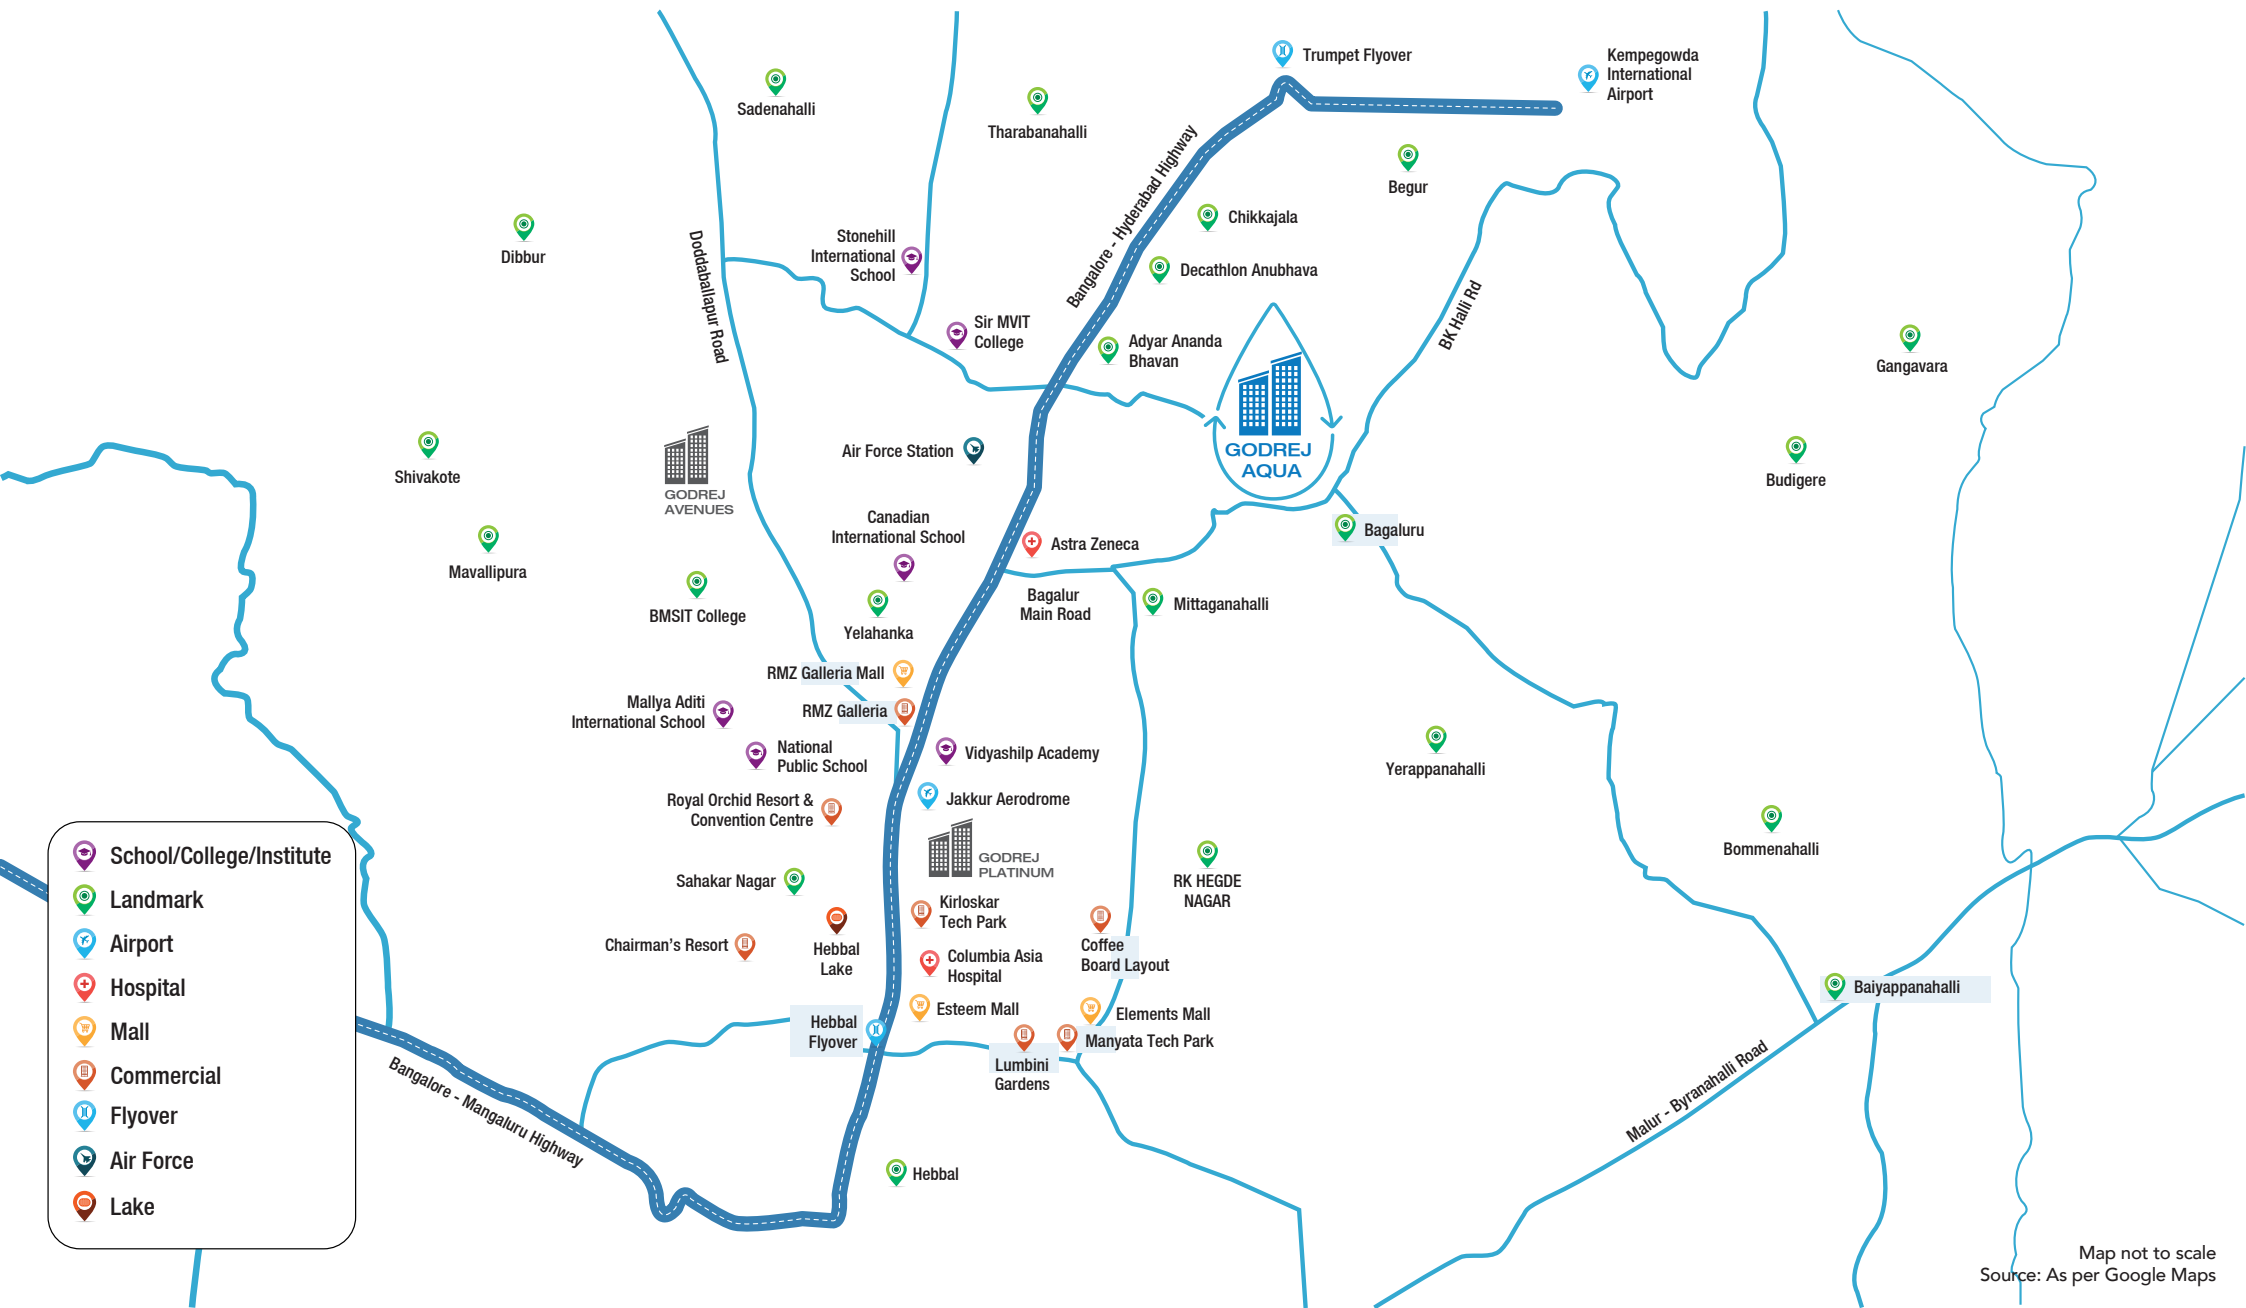 Trumpet Flyover
Kempegowda
International
Airport
Sadenahalli
Tharabanahalli
Bangalore - Hyderabad Highway
Begur
Chikkajala
Dibbur
Doddaballapur Road
Stonehill
International
School
Decathlon Anubhava
BK Halli Rd
Sir MVIT
College
Adyar Ananda
Bhavan
Gangavara
GODREJ
AQUA
Air Force Station
Shivakote
GODREJ
AVENUES
Budigere
Canadian
International School
Bagaluru
Astra Zeneca
Mavallipura
BMSIT College
Yelahanka
Bagalur
Main Road
Mittaganahalli
RMZ Galleria Mall
Mallya Aditi
International School
RMZ Galleria
National
Public School
Vidyashilp Academy
Yerappanahalli
Royal Orchid Resort &
Convention Centre
Jakkur Aerodrome
GODREJ
PLATINUM
Bommenahalli
Sahakar Nagar
RK HEGDE
NAGAR
Kirloskar
Tech Park
Chairman's Resort
Hebbal
Lake
Columbia Asia
Hospital
Coffee
Board Layout
Baiyappanahalli
Esteem Mall
Elements Mall
Hebbal
Flyover
Manyata Tech Park
Lumbini
Gardens
Bangalore - Mangaluru Highway
Malur - Byranahalli Road
Hebbal
School/College/Institute
Landmark
Airport
Hospital
Mall
Commercial
Flyover
Air Force
Lake
Map not to scale
Source: As per Google Maps